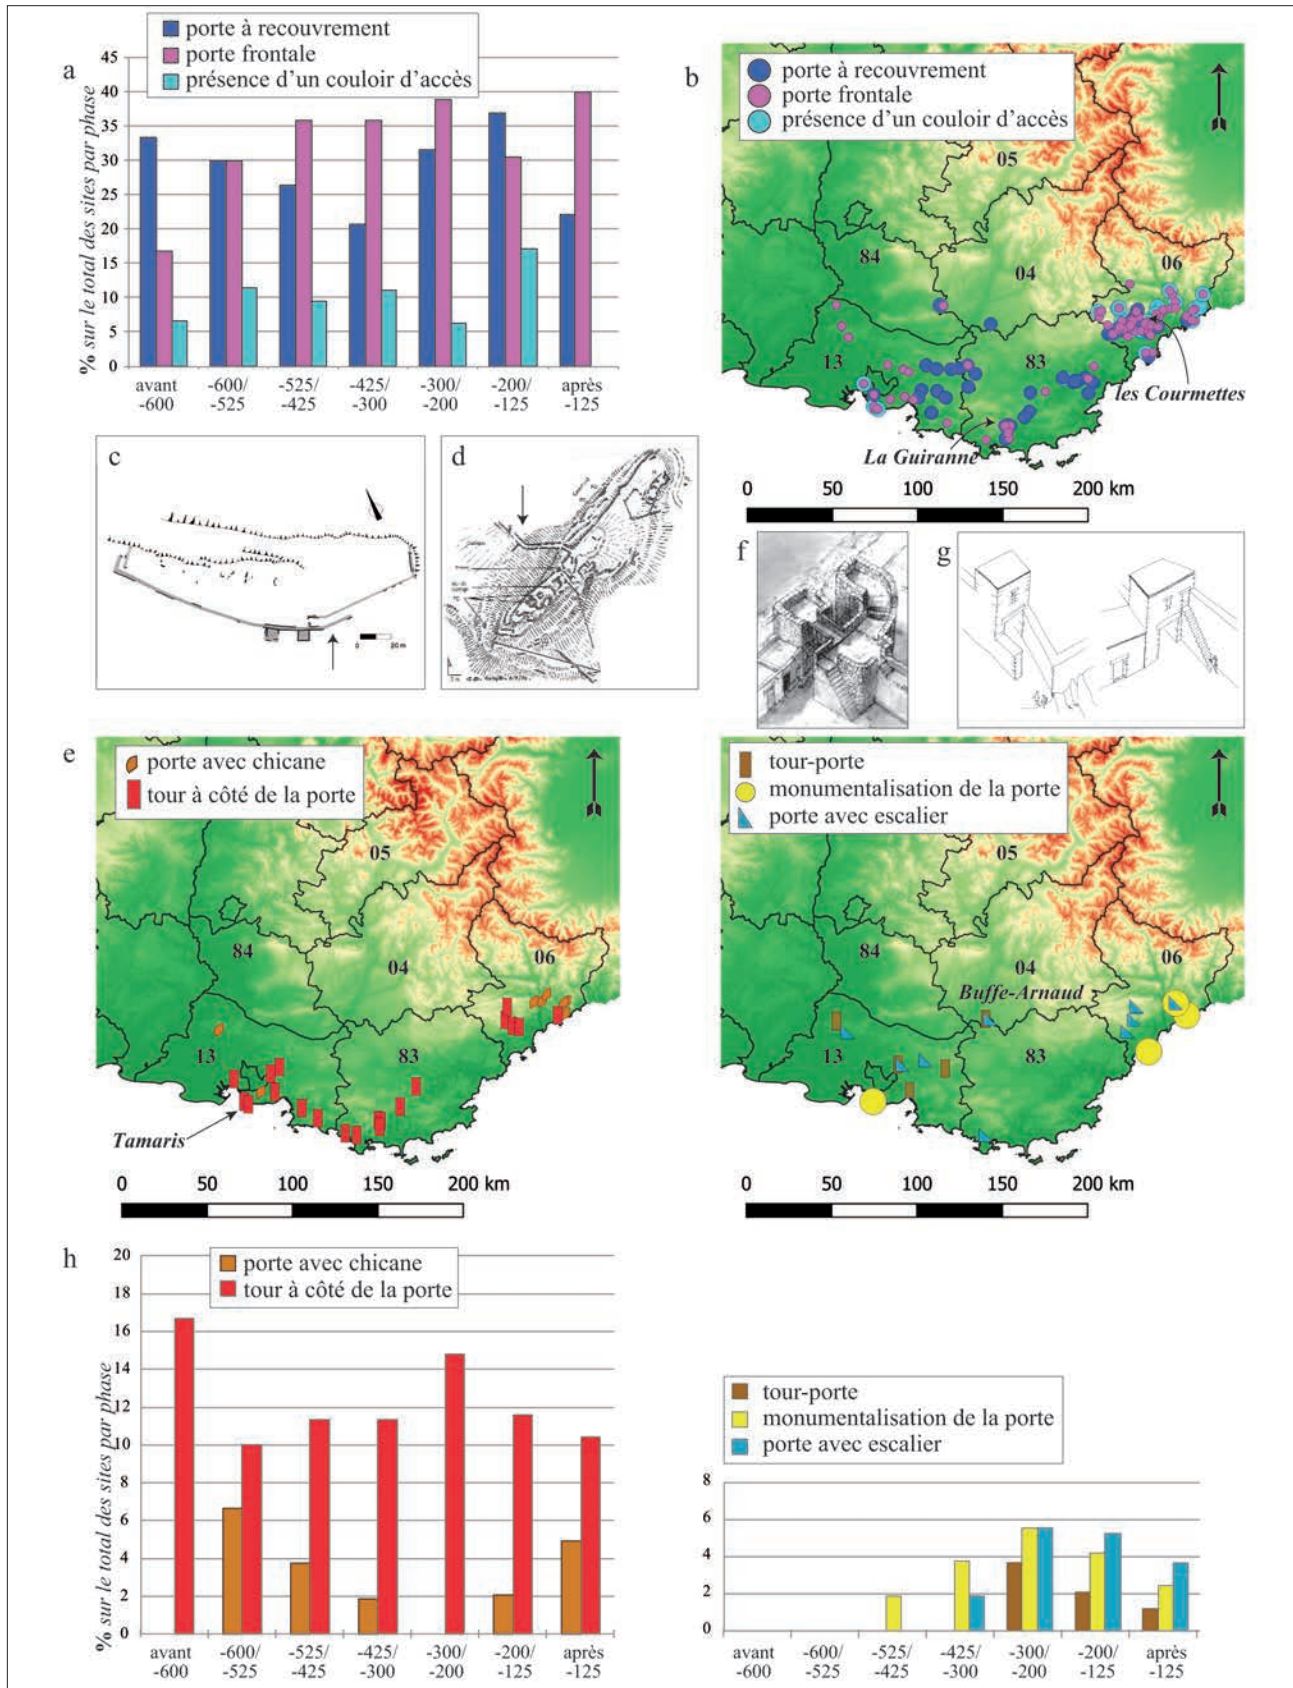 a
porte à recouvrement
porte frontale
présence d'un couloir d'accès
% sur le total des sites par phase
45
40
35
30
25
20
15
10
5
0
avant -600
-600/ -525
-525/ -425
-425/ -300
-300/ -200
-200/ -125
après -125
b
porte à recouvrement
porte frontale
présence d'un couloir d'accès
05
84
04
06
13
83
les Courmettes
La Guiranne
0 50 100 150 200 km
c
0 20 m
d
f
g
e
porte avec chicane
tour à côté de la porte
05
84
04
06
13
83
Tamaris
0 50 100 150 200 km
tour-porte
monumentalisation de la porte
porte avec escalier
05
84
04
06
Buffe-Arnaud
13
83
0 50 100 150 200 km
h
porte avec chicane
tour à côté de la porte
% sur le total des sites par phase
20
18
16
14
12
10
8
6
4
2
0
avant -600
-600/ -525
-525/ -425
-425/ -300
-300/ -200
-200/ -125
après -125
tour-porte
monumentalisation de la porte
porte avec escalier
8
6
4
2
0
avant -600
-600/ -525
-525/ -425
-425/ -300
-300/ -200
-200/ -125
après -125